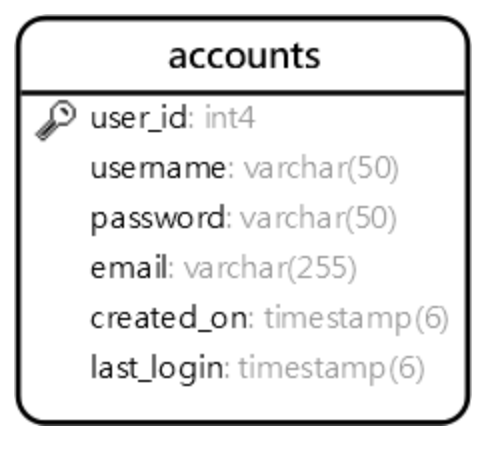 accounts
user_id: int4
username: varchar(50)
password: varchar(50)
email: varchar(255)
created_on: timestamp(6)
last_login: timestamp(6)